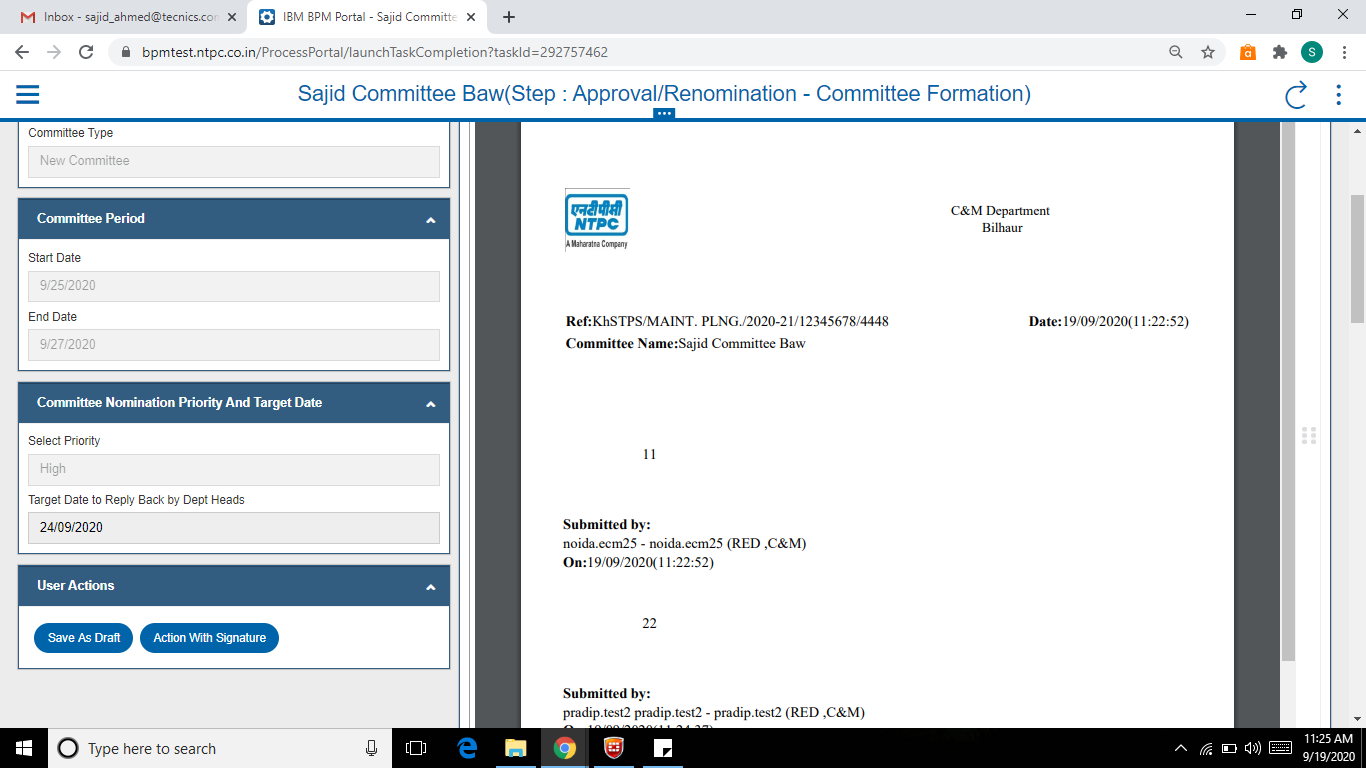 Inbox - sajid_ahmed@tecnics.con
IBM BPM Portal - Sajid Committe
bpmtest.ntpc.co.in/ProcessPortal/launchTaskCompletion?taskId=292757462
S
Sajid Committee Baw(Step : Approval/Renomination - Committee Formation)
Committee Type
New Committee
Committee Period
Start Date
9/25/2020
End Date
9/27/2020
Committee Nomination Priority And Target Date
Select Priority
High
Target Date to Reply Back by Dept Heads
24/09/2020
User Actions
Save As Draft
Action With Signature
एनटीपीसी
NTPC
A Maharatna Company
C&M Department
Bilhaur
Ref:KhSTPS/MAINT. PLNG./2020-21/12345678/4448
Date:19/09/2020(11:22:52)
Committee Name:Sajid Committee Baw
11
Submitted by:
noida.ecm25 - noida.ecm25 (RED ,C&M)
On:19/09/2020(11:22:52)
22
Submitted by:
pradip.test2 pradip.test2 - pradip.test2 (RED ,C&M)
Type here to search
11:25 AM
9/19/2020